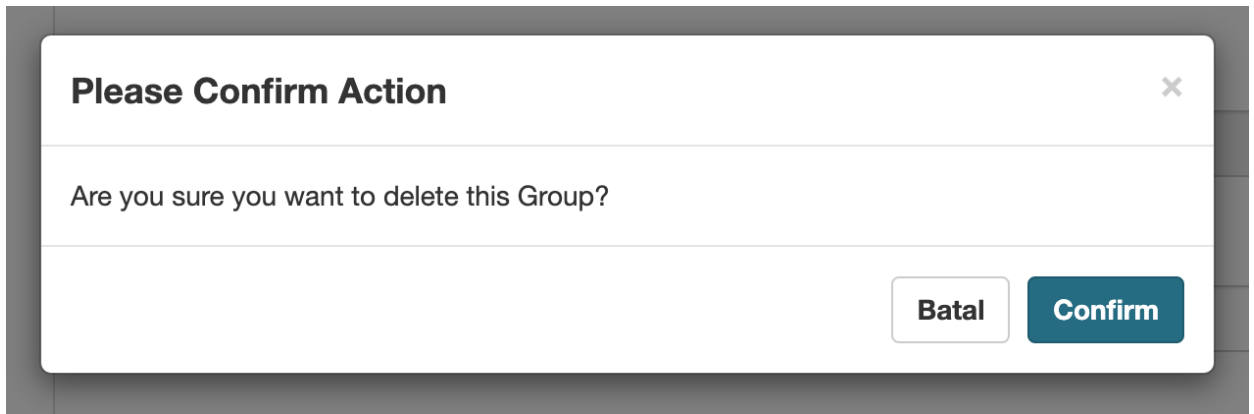 Please Confirm Action
×
Are you sure you want to delete this Group?
Batal
Confirm